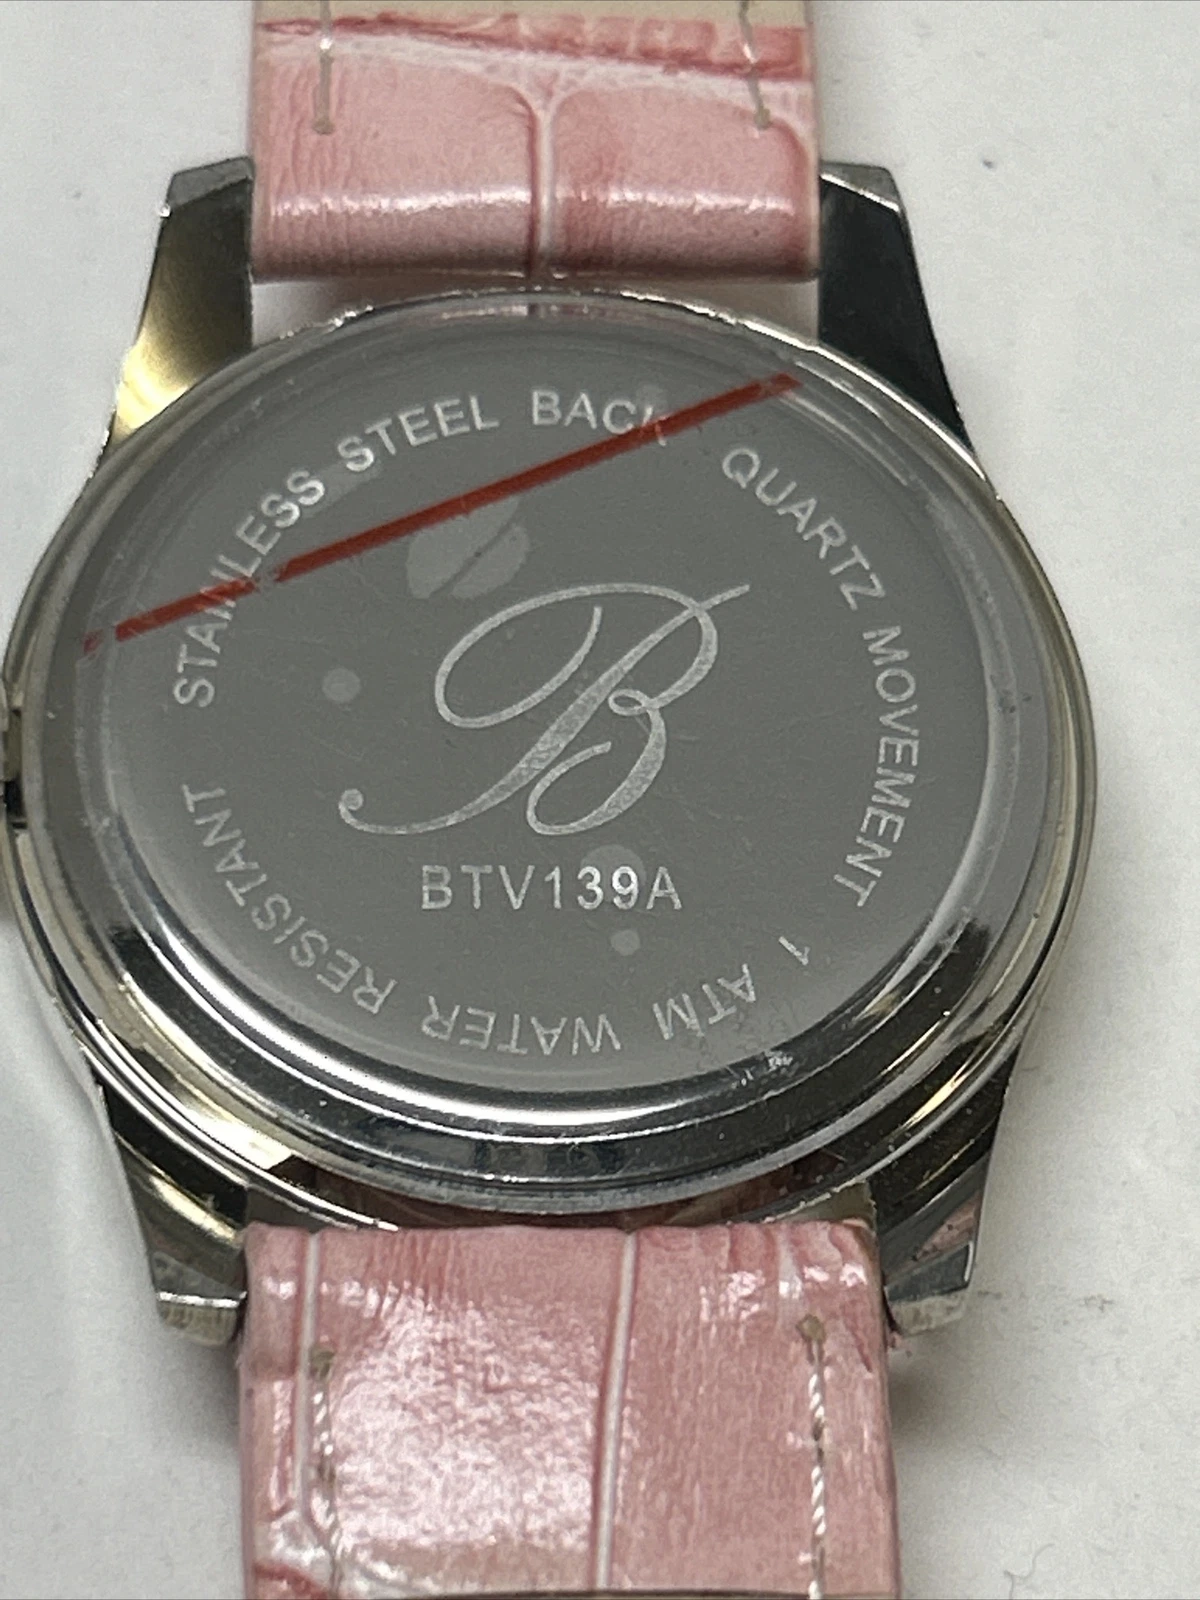 STAINLESS STEEL BACK
QUARTZ MOVEMENT
1 ATM WATER RESISTANT
B
BTV139A